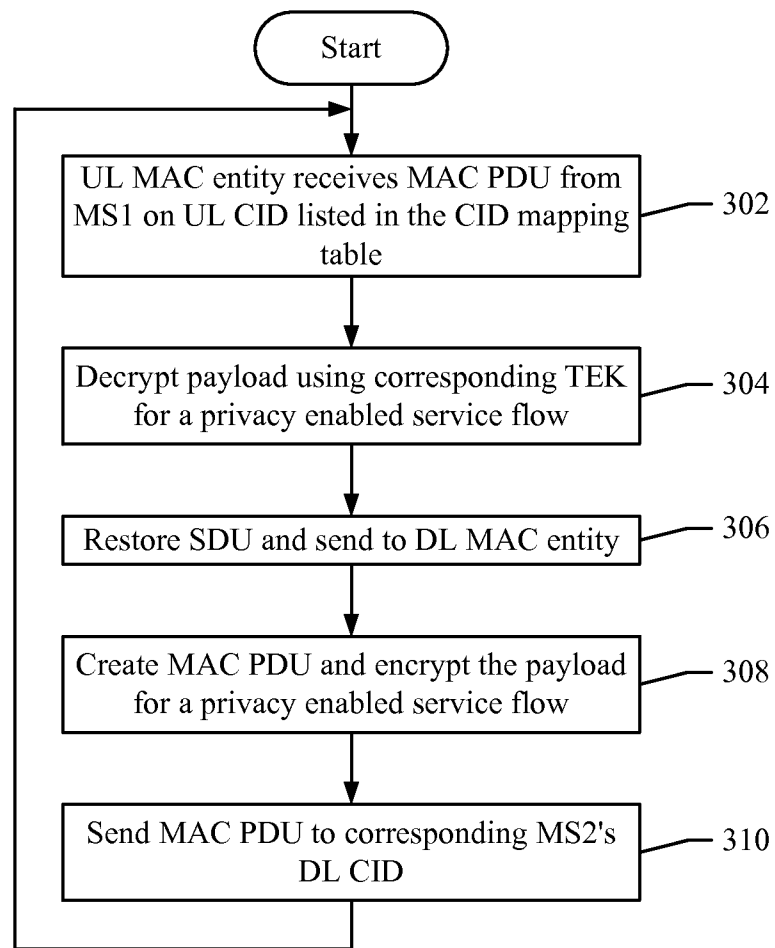 Start
UL MAC entity receives MAC PDU from
MS1 on UL CID listed in the CID mapping
table
302
Decrypt payload using corresponding TEK
for a privacy enabled service flow
304
Restore SDU and send to DL MAC entity
306
Create MAC PDU and encrypt the payload
for a privacy enabled service flow
308
Send MAC PDU to corresponding MS2's
DL CID
310